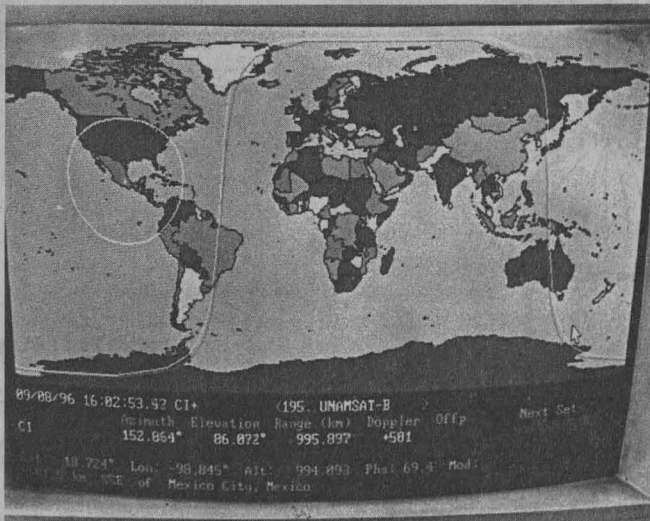 09/08/96 16:02:53.93 CI+ <195. UNAMSAT-B > Next Set
Azimuth Elevation Range (km) Doppler Offp
CI 152.864° 86.072° 995.897 +501
18.724° Lon: -98.845° Alt: 994.093 Phs: 69.4 Mod:
km. SSE of Mexico City, Mexico